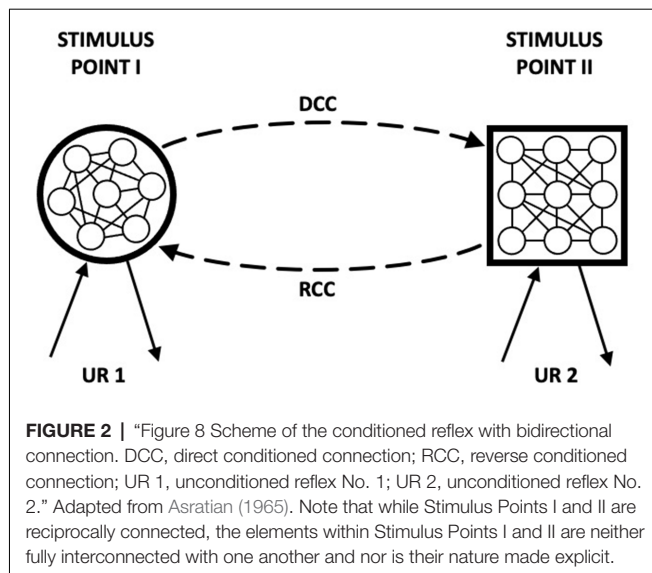 STIMULUS
POINT I
STIMULUS
POINT II
DCC
RCC
UR 1
UR 2
FIGURE 2 | “Figure 8 Scheme of the conditioned reflex with bidirectional
connection. DCC, direct conditioned connection; RCC, reverse conditioned
connection; UR 1, unconditioned reflex No. 1; UR 2, unconditioned reflex No.
2.” Adapted from Asratian (1965). Note that while Stimulus Points I and II are
reciprocally connected, the elements within Stimulus Points I and II are neither
fully interconnected with one another and nor is their nature made explicit.